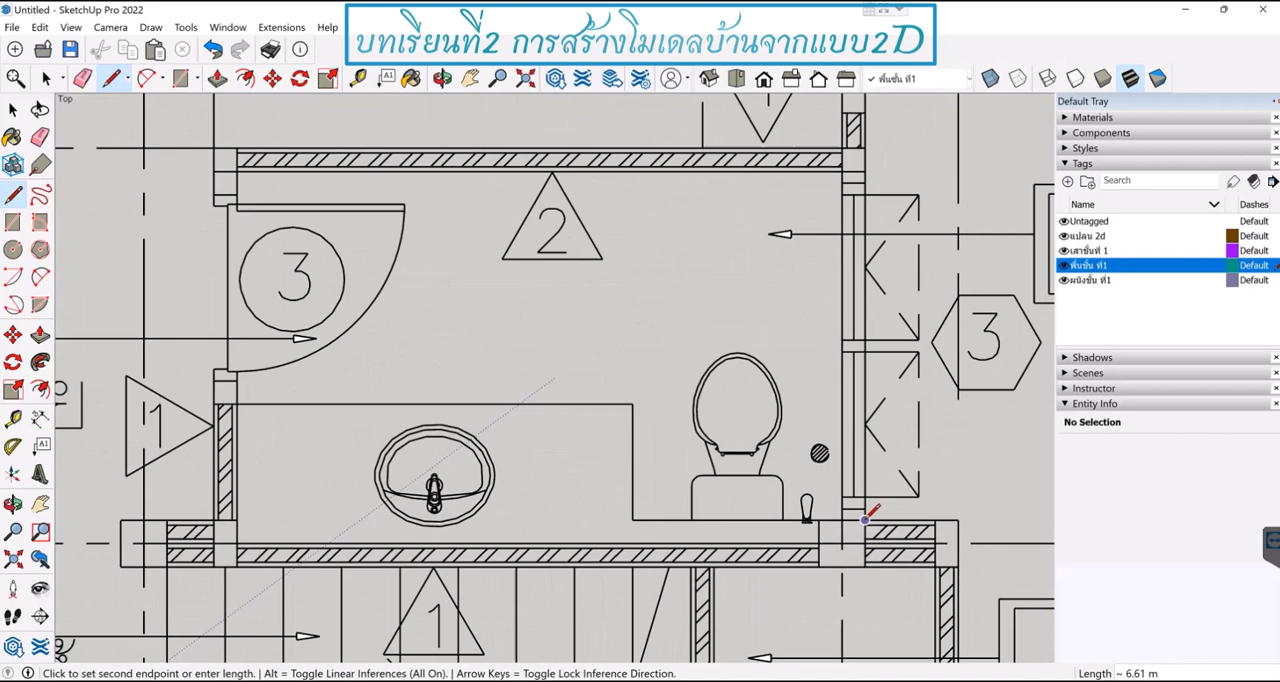 Untitled - SketchUp Pro 2022
บทเรียนที่2 การสร้างโมเดลบ้านจากแบบ2D
File Edit View Camera Draw Tools Window Extensions Help
A1
✓ พื้นชั้น ที่1
Top
Default Tray
Materials
Components
Styles
Tags
Search
Name Dashes
Untagged Default
แปลน 2d Default
เสาชั้นที่ 1 Default
พื้นชั้น ที่1 Default
ผนังชั้น ที่1 Default
2
3
3
1
1
A1
Shadows
Scenes
Instructor
Entity Info
No Selection
Click to set second endpoint or enter length. | Alt = Toggle Linear Inferences (All On). | Arrow Keys = Toggle Lock Inference Direction.
Length ~ 6.61 m